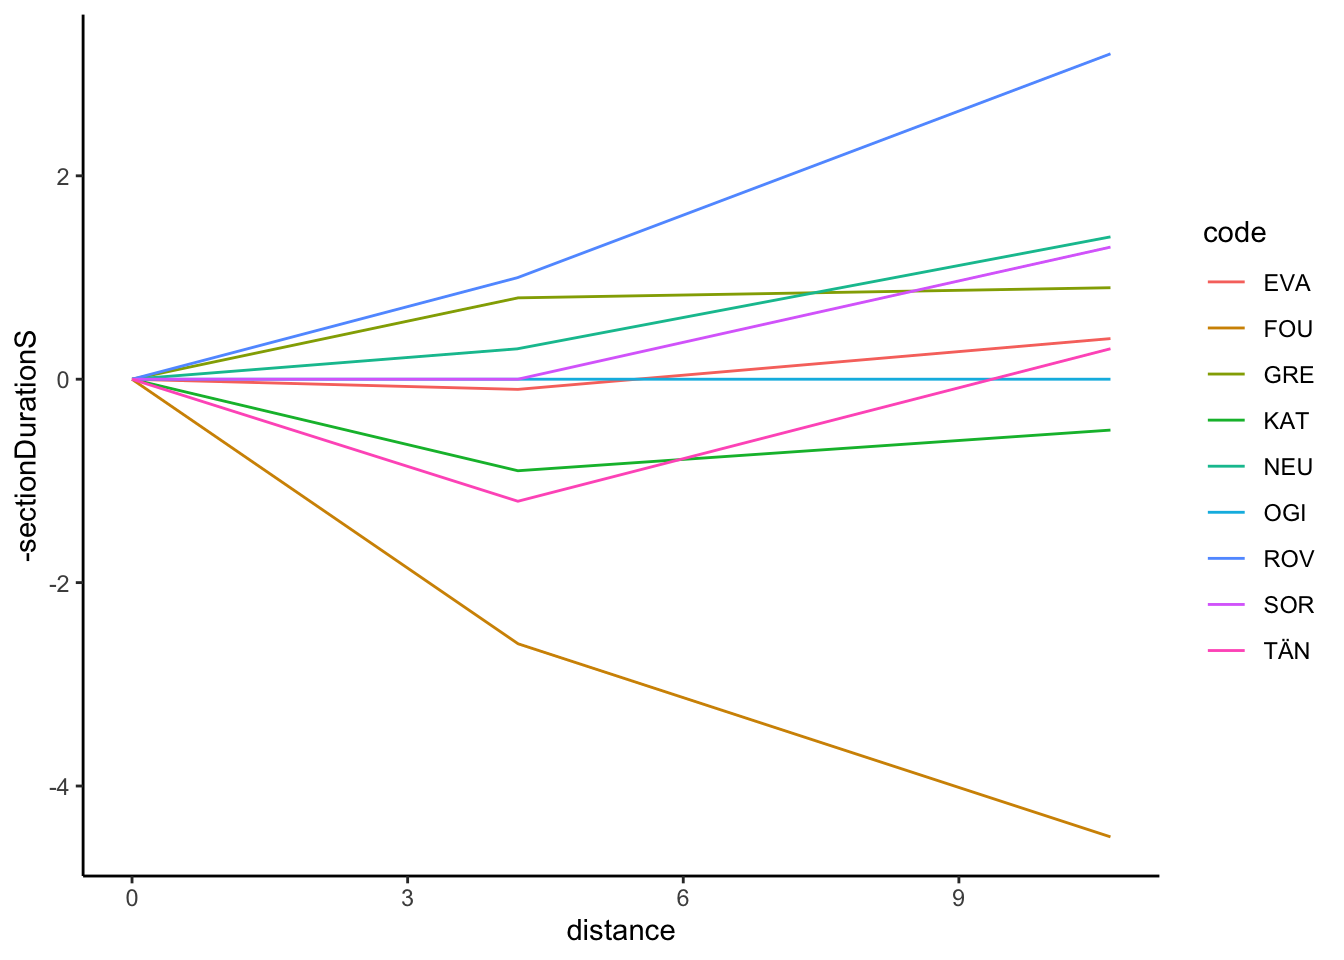 2
0
-2
-4
-sectionDurationS
0
3
6
9
distance
code
EVA
FOU
GRE
KAT
NEU
OGI
ROV
SOR
TÄN